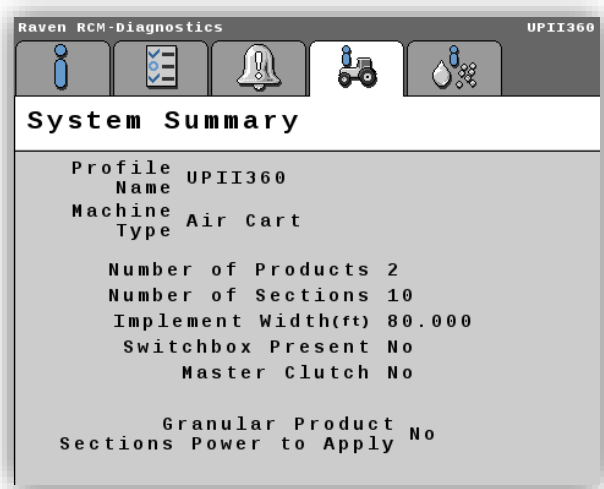 Raven RCM-Diagnostics UPII360
System Summary
Profile
Name UPII360
Machine
Type Air Cart
Number of Products 2
Number of Sections 10
Implement Width(ft) 80.000
Switchbox Present No
Master Clutch No
Granular Product
Sections Power to Apply No